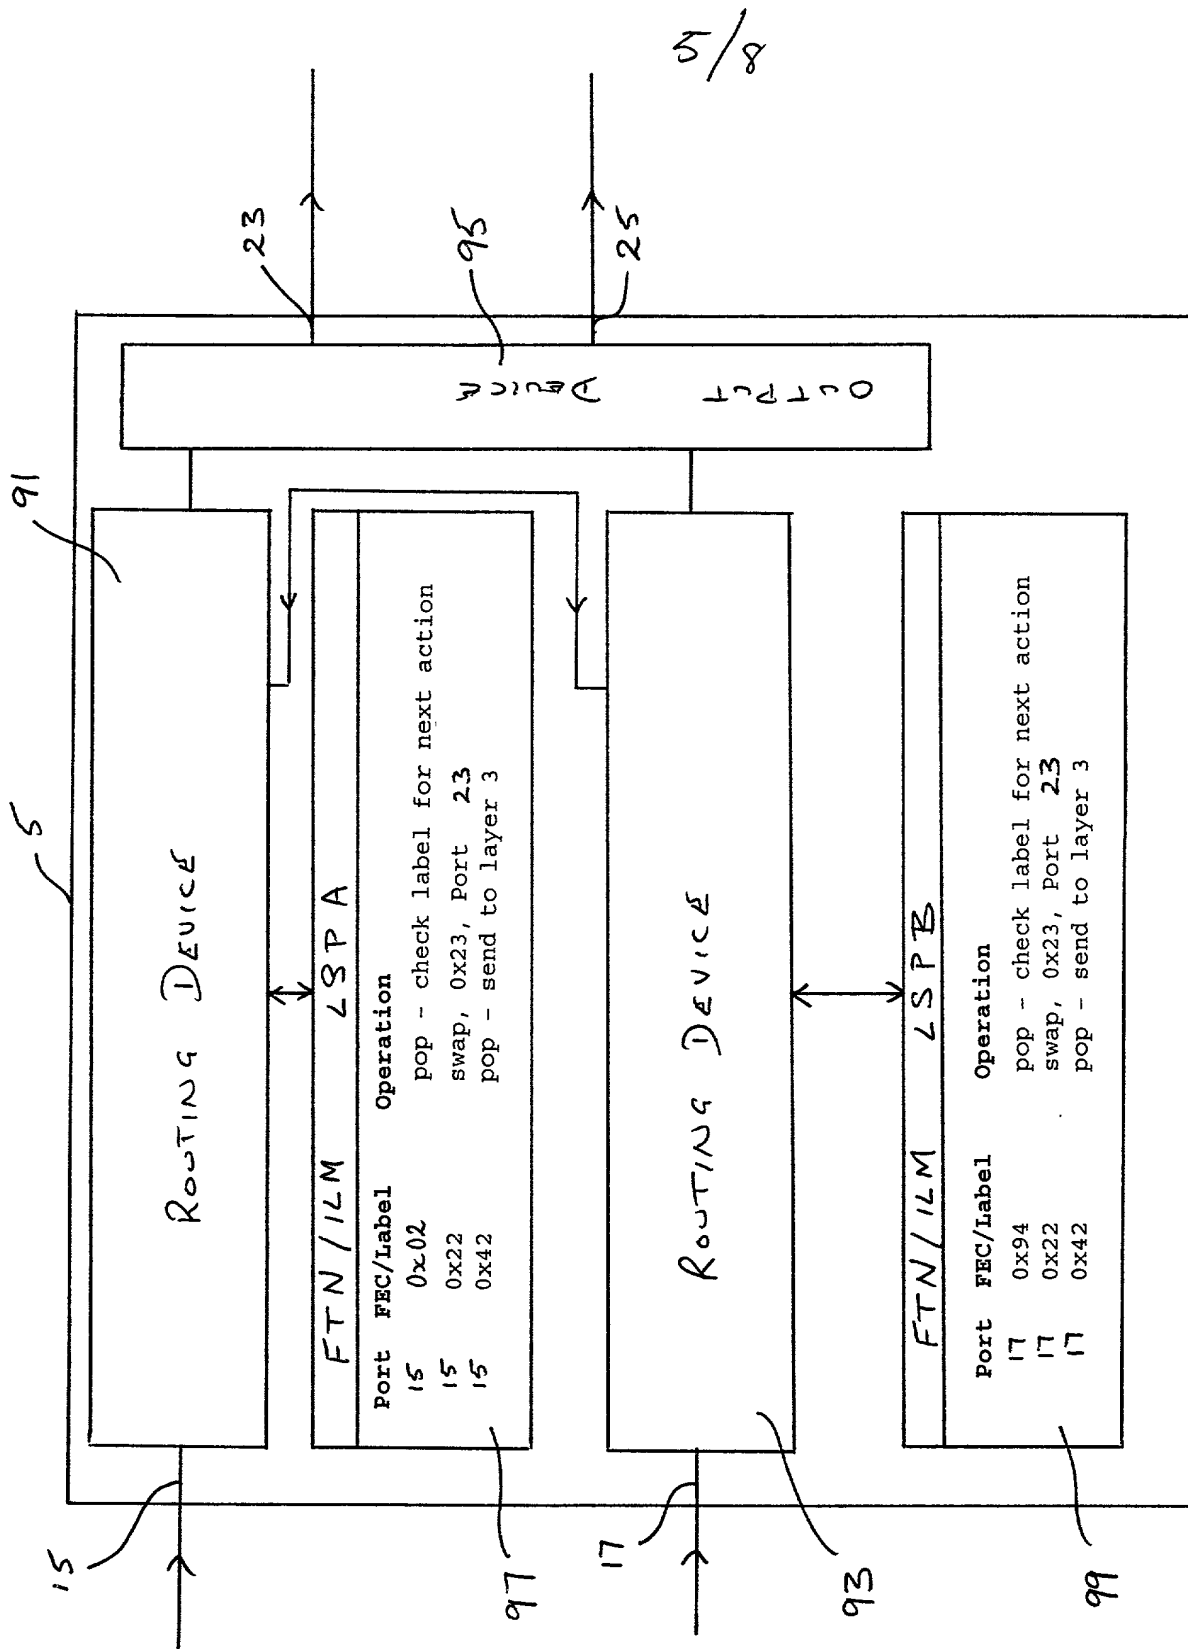 5/8
5
91
15
23
ROUTING DEVICE
95
OUTPUT DEVICE
25
FTN/ILM LSP A
Port FEC/Label Operation
15 0x02 pop - check label for next action
15 0x22 swap, 0x23, Port 23
15 0x42 pop - send to layer 3
97
17
ROUTING DEVICE
93
FTN/ILM LSP B
Port FEC/Label Operation
17 0x94 pop - check label for next action
17 0x22 swap, 0x23, Port 23
17 0x42 pop - send to layer 3
99